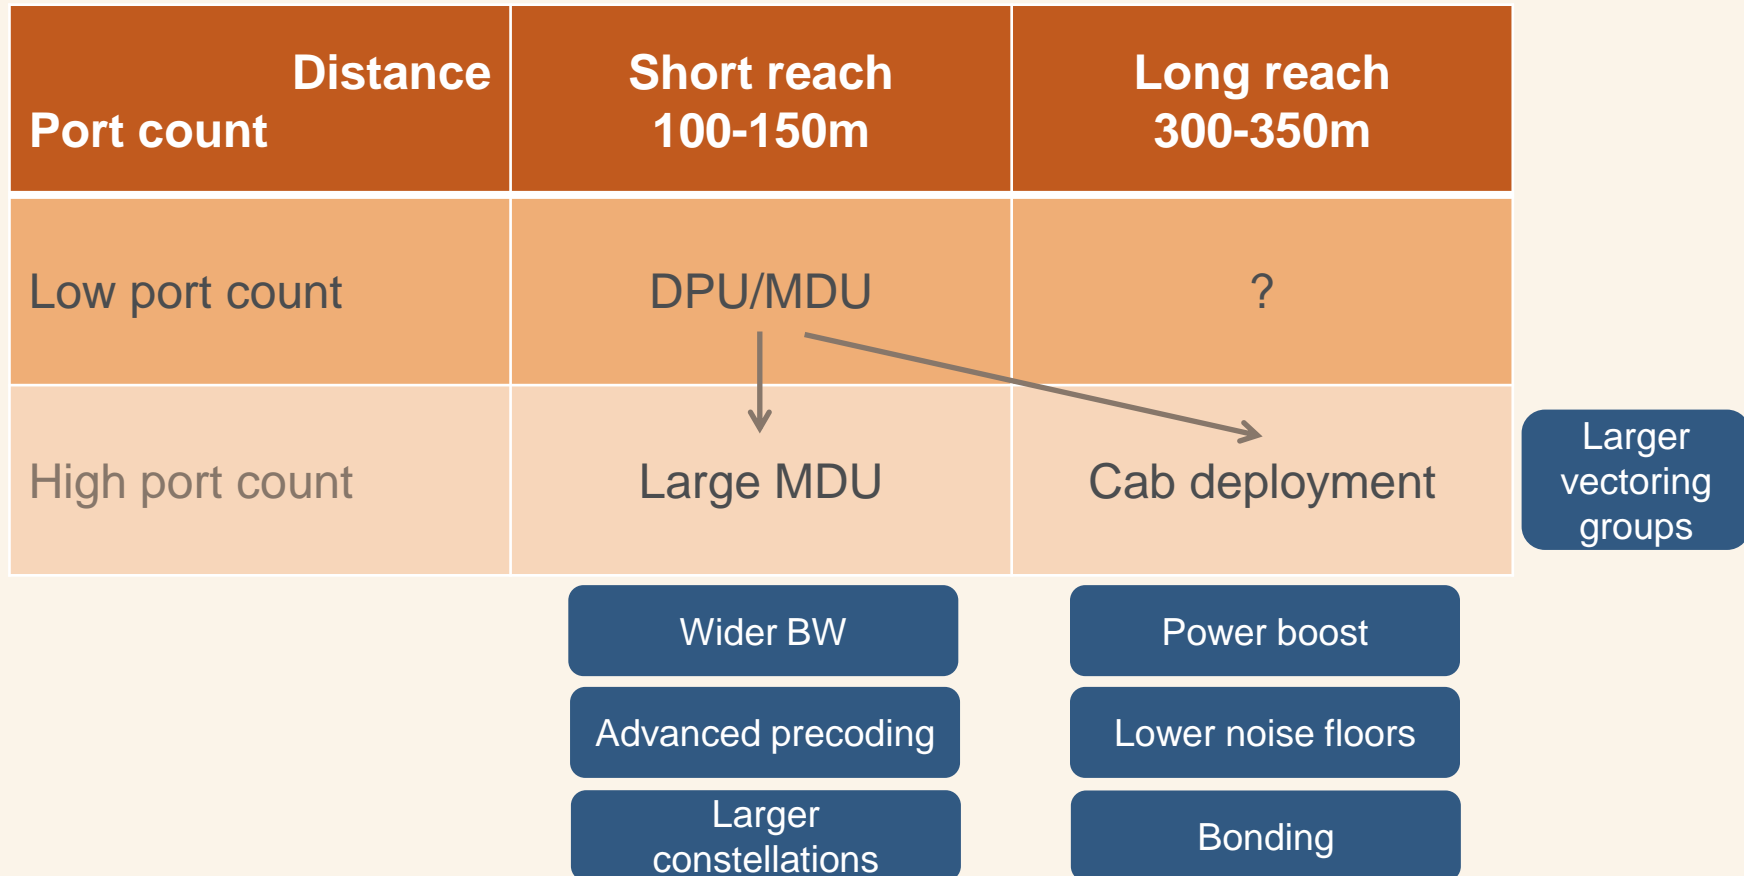 Distance
Port count
Short reach
100-150m
Long reach
300-350m
Low port count
DPU/MDU
?
High port count
Large MDU
Cab deployment
Larger
vectoring
groups
Wider BW
Power boost
Advanced precoding
Lower noise floors
Larger
constellations
Bonding